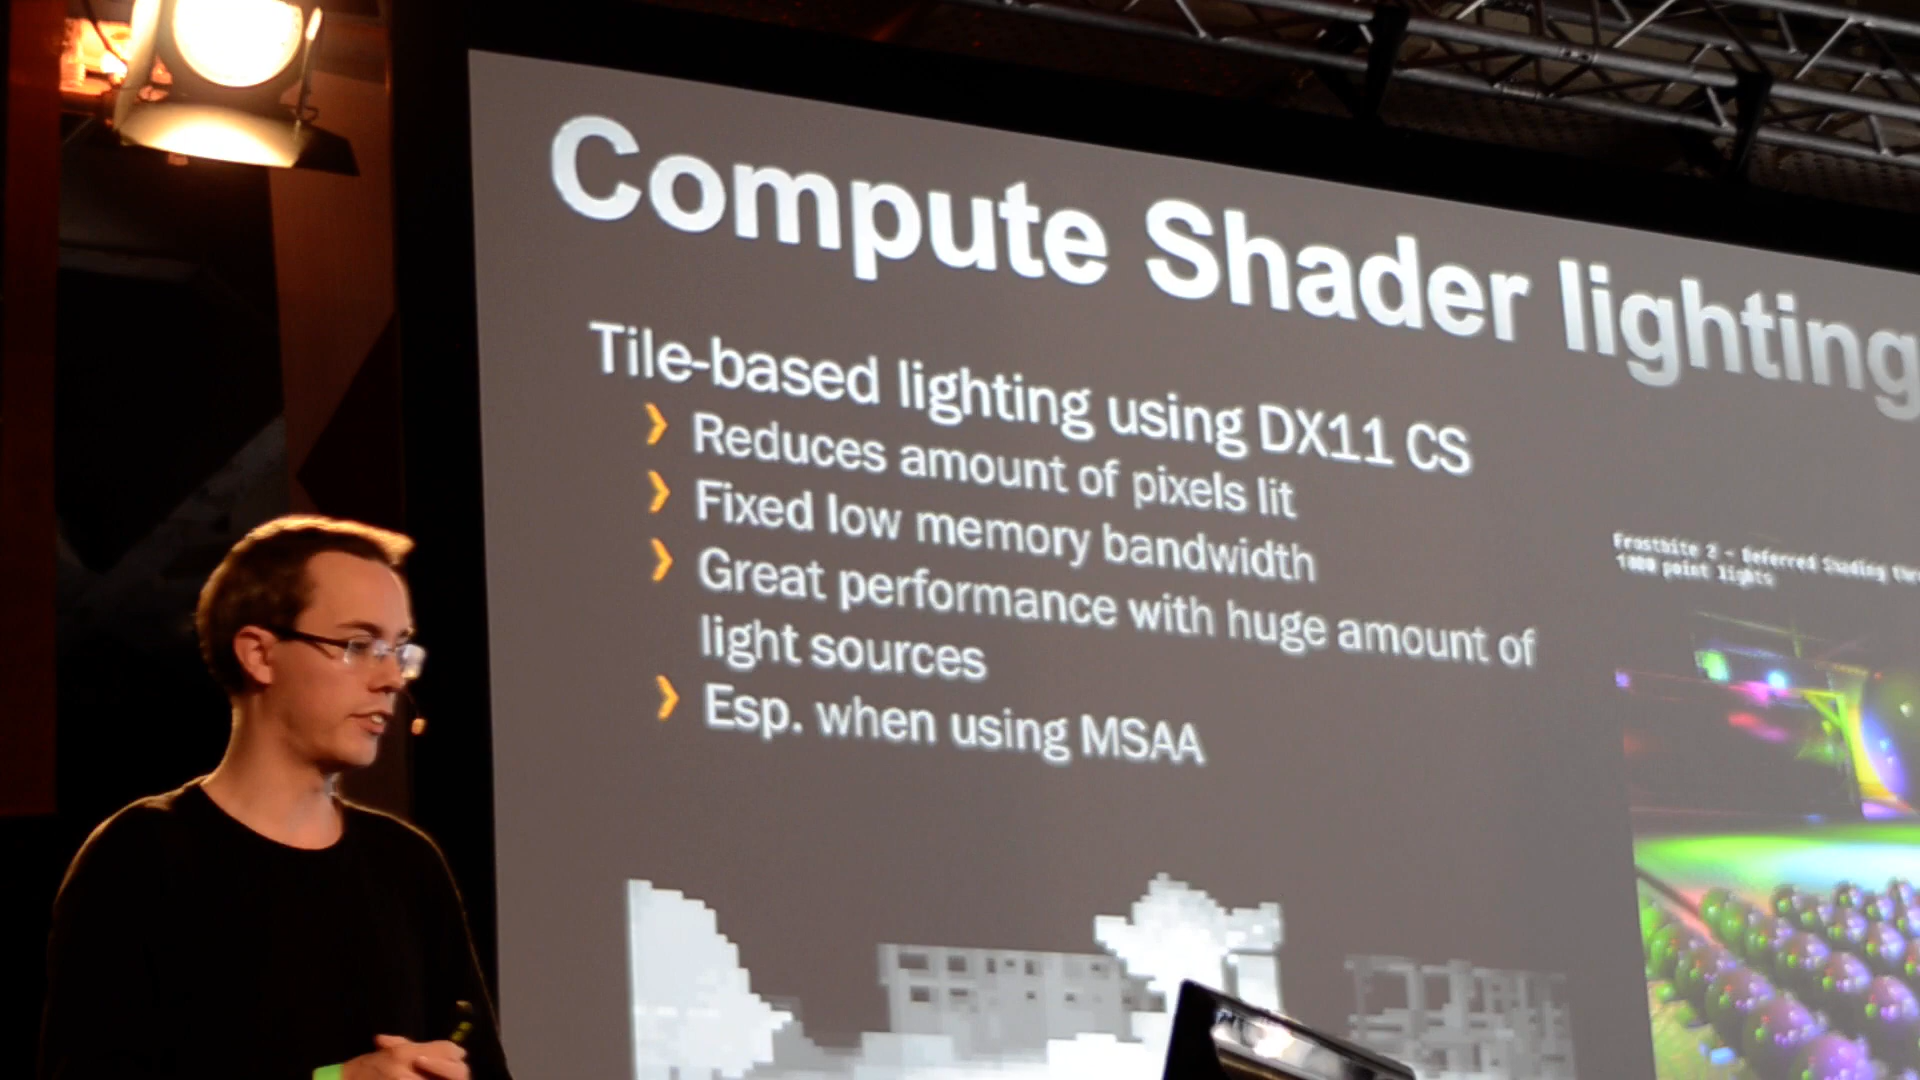 Compute Shader lighting
Tile-based lighting using DX11 CS
› Reduces amount of pixels lit
› Fixed low memory bandwidth
› Great performance with huge amount of
light sources
› Esp. when using MSAA
Frostbite 2 - Deferred Shading
1000 point lights